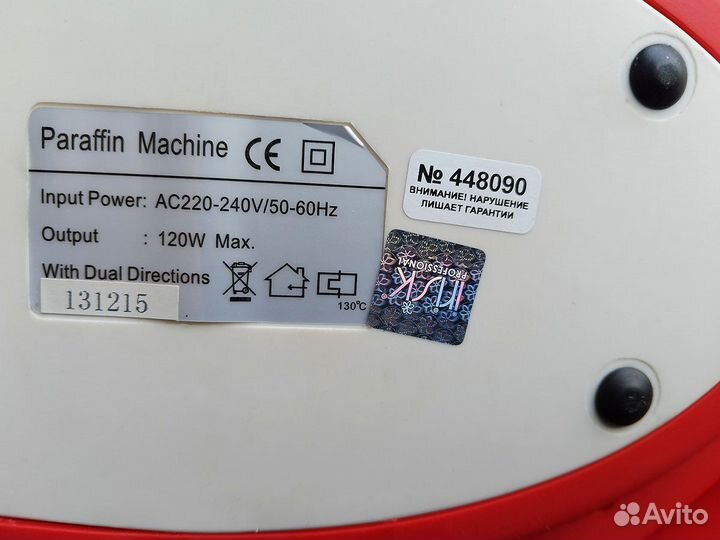 Paraffin Machine CE
Input Power: AC220-240V/50-60Hz
Output : 120W Max.
With Dual Directions
131215
130℃
№ 448090
ВНИМАНИЕ! НАРУШЕНИЕ
ЛИШАЕТ ГАРАНТИИ
irisk
PROFESSIONAL
Avito